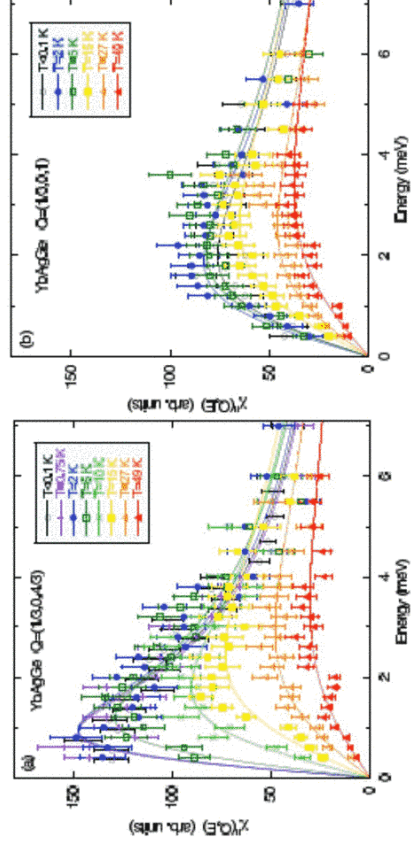 (a)
YbAgGe Q=(1/3,0,4/3)
T<0.1 K
T=0.75 K
T=2 K
T=5 K
T=10 K
T=15 K
T=27 K
T=49 K
150
100
50
0
χ"(Q,E) (arb. units)
0
2
4
6
Energy (meV)
(b)
YbAgGe Q=(1/3,0,1)
T<0.1 K
T=2 K
T=5 K
T=15 K
T=27 K
T=49 K
150
100
50
0
χ"(Q,E) (arb. units)
0
2
4
6
Energy (meV)